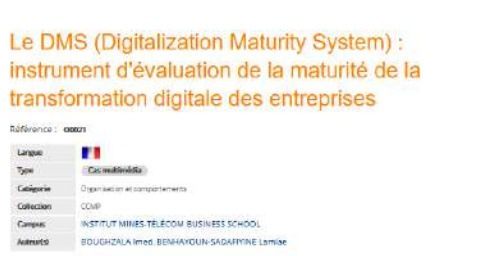 Le DMS (Digitalization Maturity System) :
instrument d'évaluation de la maturité de la
transformation digitale des entreprises
Référence :
Langue
Type Cas multimédia
Catégorie Organisation et comportements
Collection CCMP
Campus INSTITUT MINES-TÉLÉCOM BUSINESS SCHOOL
Auteur(s) BOUGHZALA Imed, BENHAYOUN-SADAFIYINE Lamiae